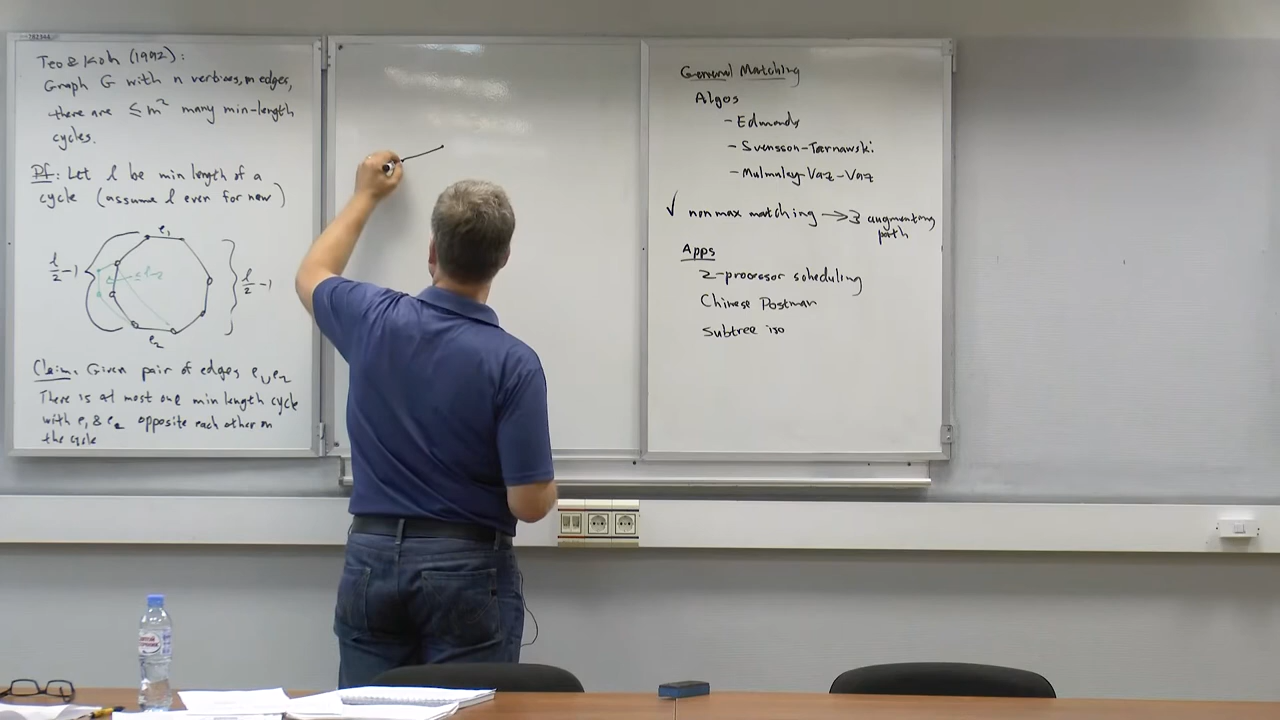 Teo & Koh (1992):
Graph G with n vertices, m edges,
there are ≤ m² many min-length
cycles.
Pf: Let l be min length of a
cycle (assume l even for now)
e₁
l/2 - 1
l/2 - 1
e₂
Claim. Given pair of edges e₁, e₂
There is at most one min length cycle
with e₁ & e₂ opposite each other on
the cycle
General Matching
Algos
- Edmonds
- Svensson-Tarnawski
- Mulmuley-Vaz-Vaz
✓ nonmax matching → ∃ augmenting
path
Apps
2-processor scheduling
Chinese Postman
Subtree iso